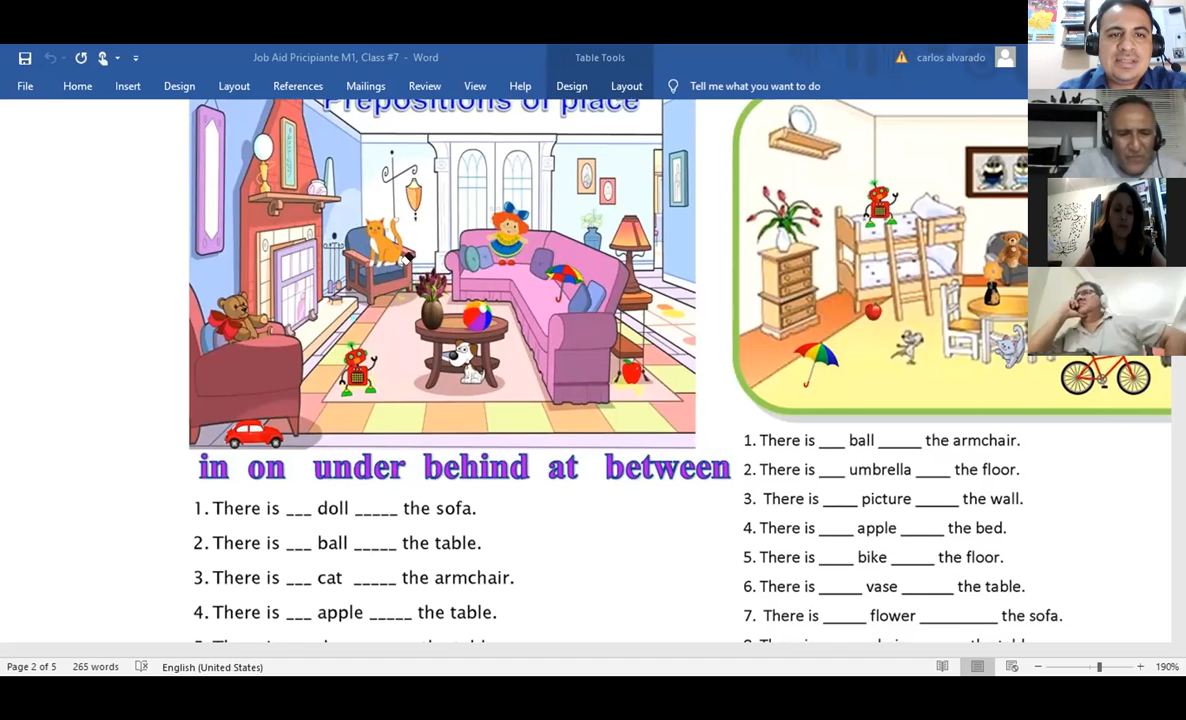 Job Aid Pricipiante M1, Class #7 - Word
Table Tools
carlos alvarado
File Home Insert Design Layout References Mailings Review View Help Design Layout Tell me what you want to do
Prepositions of place
in on under behind at between
1. There is ___ doll _____ the sofa.
2. There is ___ ball _____ the table.
3. There is ___ cat _____ the armchair.
4. There is ___ apple _____ the table.
1. There is ___ ball _____ the armchair.
2. There is ___ umbrella ____ the floor.
3. There is ____ picture _____ the wall.
4. There is ____ apple _____ the bed.
5. There is ____ bike _____ the floor.
6. There is _____ vase ______ the table.
7. There is _____ flower _________ the sofa.
Page 2 of 5 265 words English (United States) 190%